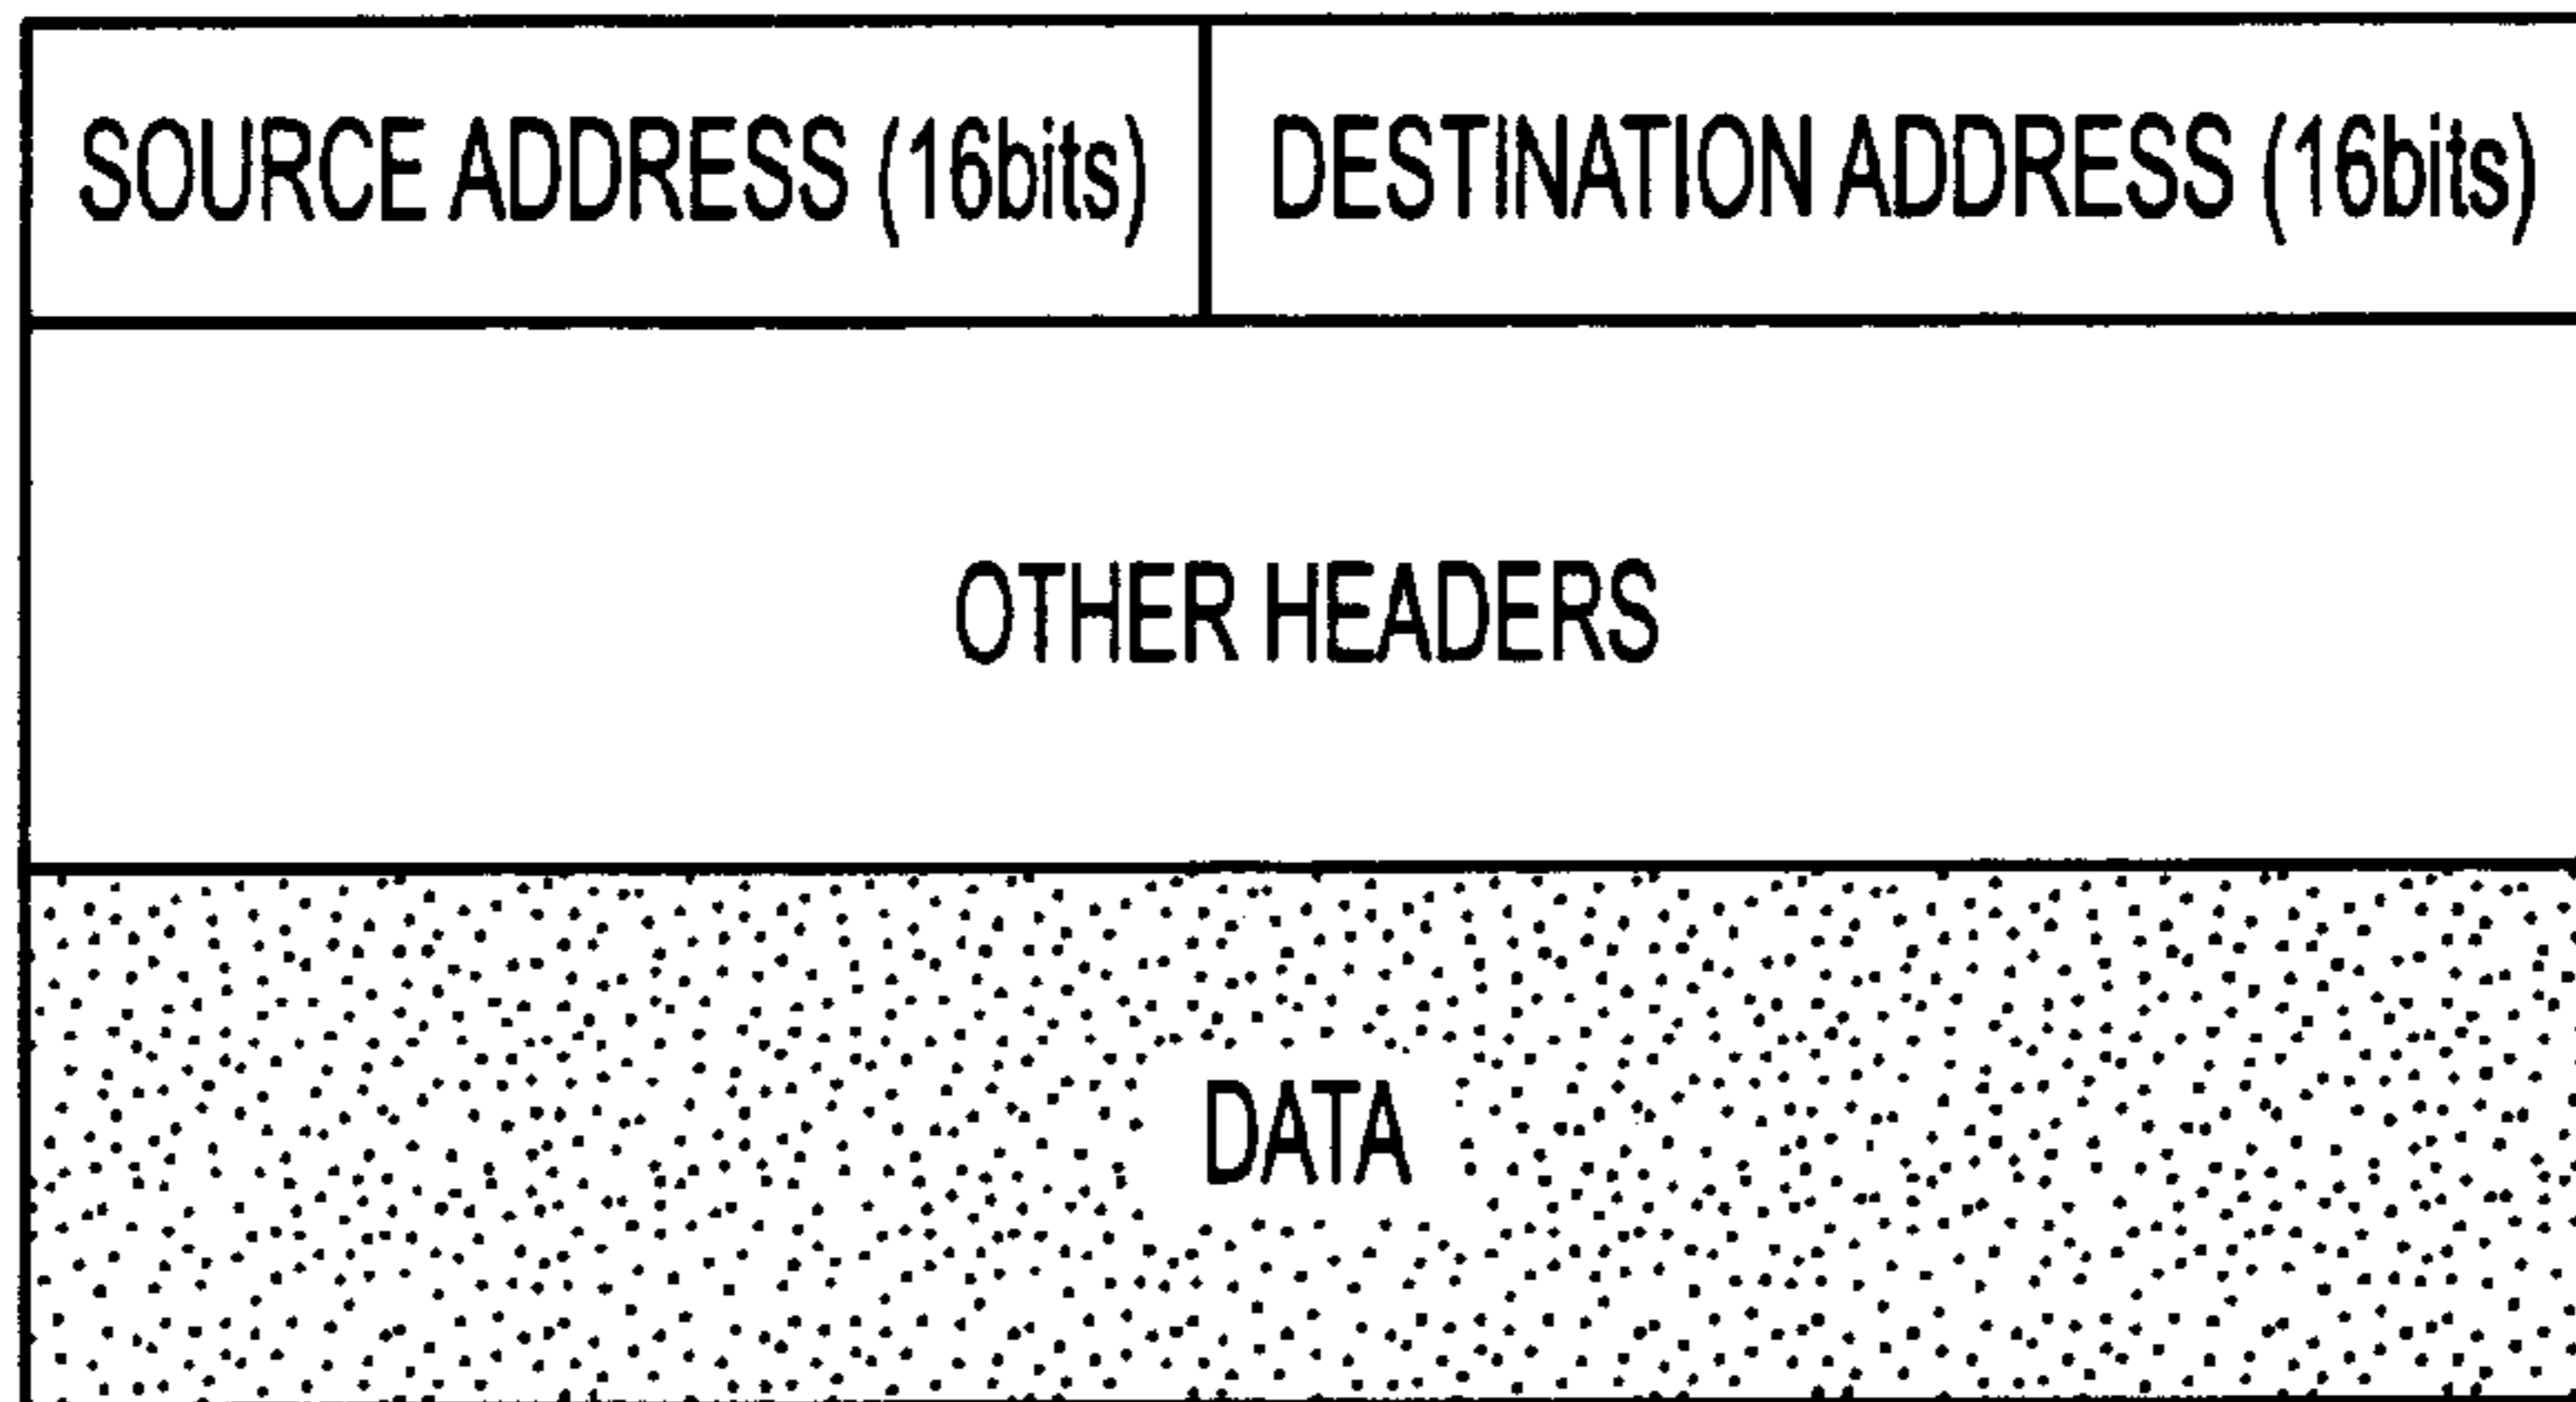 SOURCE ADDRESS (16bits) DESTINATION ADDRESS (16bits)
OTHER HEADERS
DATA